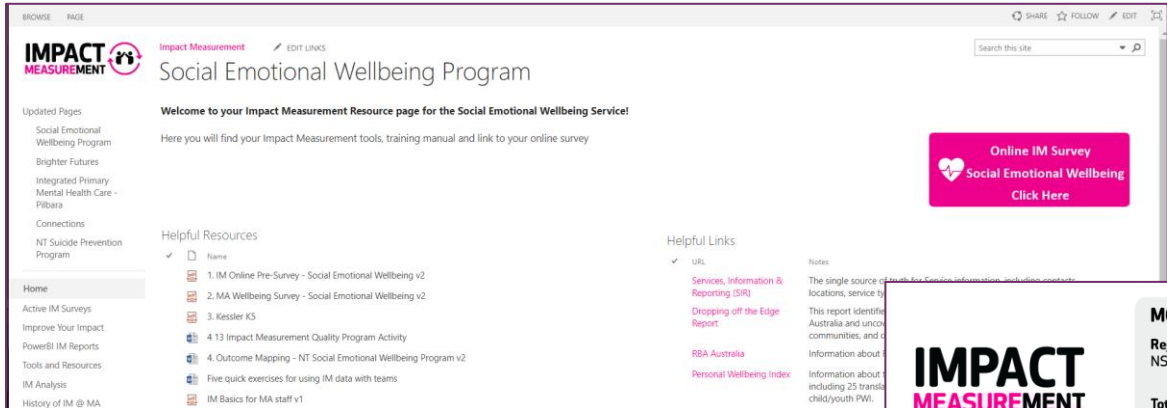 BROWSE PAGE
SHARE FOLLOW EDIT
IMPACT
MEASUREMENT
Impact Measurement EDIT LINKS
Search this site
Social Emotional Wellbeing Program
Updated Pages
Social Emotional
Wellbeing Program
Brighter Futures
Integrated Primary
Mental Health Care -
Pilbara
Connections
NT Suicide Prevention
Program
Home
Active IM Surveys
Improve Your Impact
PowerBI IM Reports
Tools and Resources
IM Analysis
History of IM @ MA
Welcome to your Impact Measurement Resource page for the Social Emotional Wellbeing Service!
Here you will find your Impact Measurement tools, training manual and link to your online survey
Online IM Survey
Social Emotional Wellbeing
Click Here
Helpful Resources
Name
1. IM Online Pre-Survey - Social Emotional Wellbeing v2
2. MA Wellbeing Survey - Social Emotional Wellbeing v2
3. Kessler K5
4 13 Impact Measurement Quality Program Activity
4. Outcome Mapping - NT Social Emotional Wellbeing Program v2
Five quick exercises for using IM data with teams
IM Basics for MA staff v1
Helpful Links
URL Notes
Services, Information &
Reporting (SIR)
The single source of truth for Service information, including contacts
locations, service
Dropping off the Edge
Report
This report
Australia and
communities, and
RBA Australia
Information about
Personal Wellbeing Index
Information about
including 25
child/youth PWI.
IMPACT
MEASUREMENT